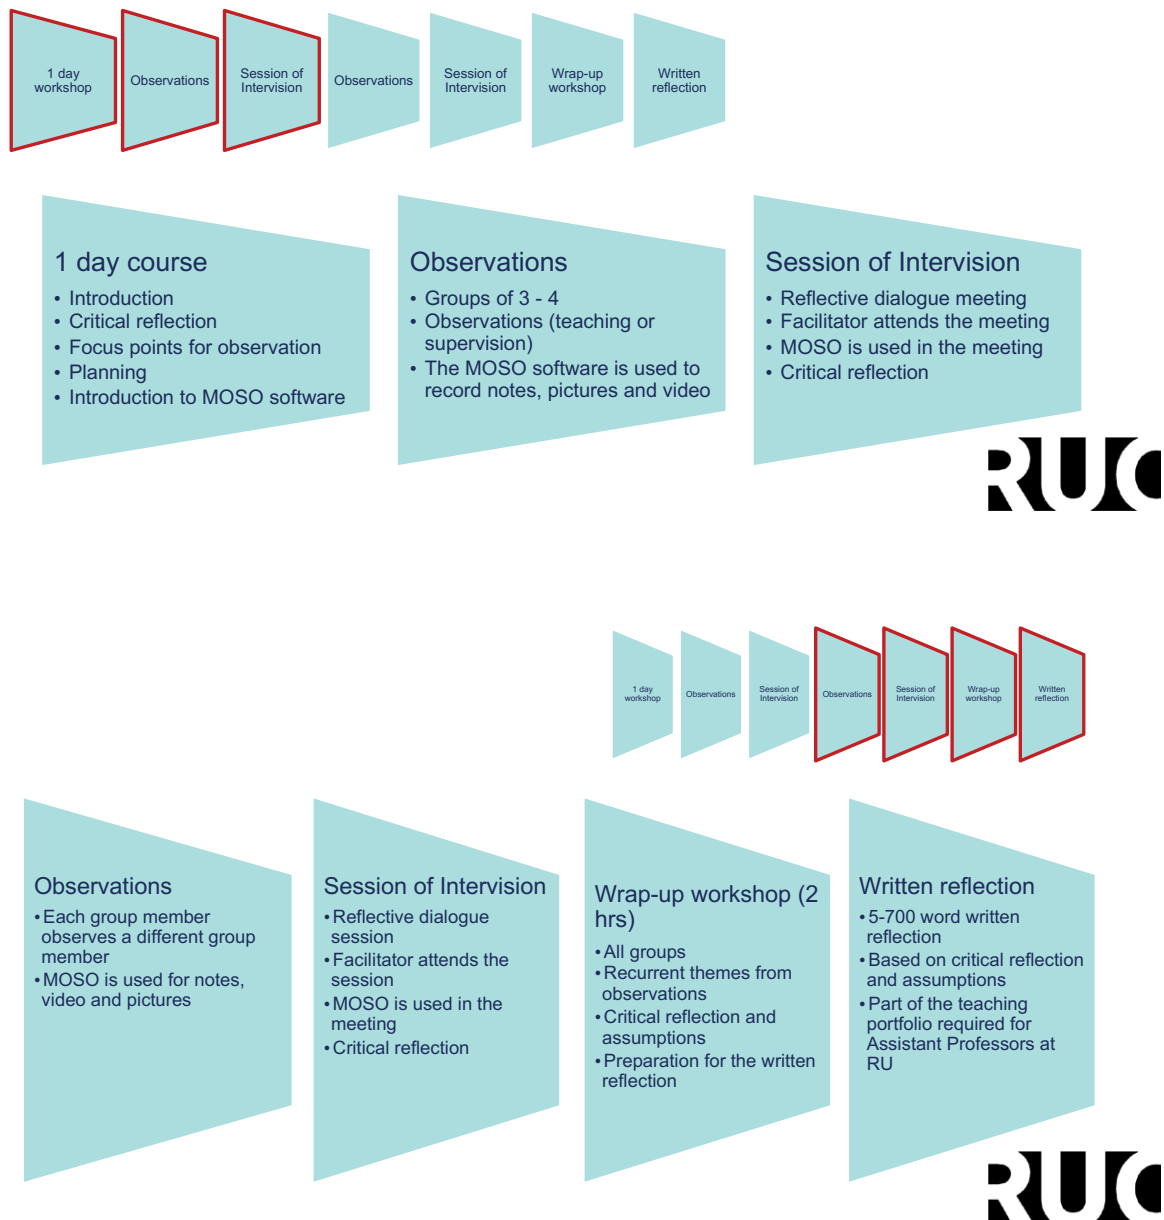 1 day
workshop
Observations
Session of
Intervision
Observations
Session of
Intervision
Wrap-up
workshop
Written
reflection
1 day course
• Introduction
• Critical reflection
• Focus points for observation
• Planning
• Introduction to MOSO software
Observations
• Groups of 3 - 4
• Observations (teaching or
supervision)
• The MOSO software is used to
record notes, pictures and video
Session of Intervision
• Reflective dialogue meeting
• Facilitator attends the meeting
• MOSO is used in the meeting
• Critical reflection
RUC
1 day
workshop
Observations
Session of
Intervision
Observations
Session of
Intervision
Wrap-up
workshop
Written
reflection
Observations
• Each group member
observes a different group
member
• MOSO is used for notes,
video and pictures
Session of Intervision
• Reflective dialogue
session
• Facilitator attends the
session
• MOSO is used in the
meeting
• Critical reflection
Wrap-up workshop (2
hrs)
• All groups
• Recurrent themes from
observations
• Critical reflection and
assumptions
• Preparation for the written
reflection
Written reflection
• 5-700 word written
reflection
• Based on critical reflection
and assumptions
• Part of the teaching
portfolio required for
Assistant Professors at
RU
RUC